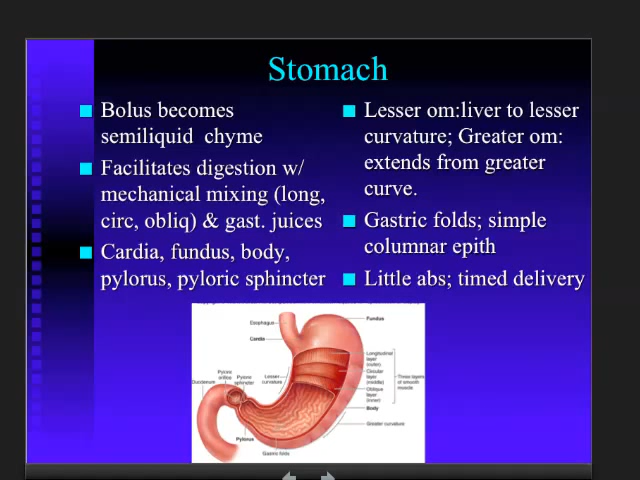 Stomach
Bolus becomes
semiliquid chyme
Facilitates digestion w/
mechanical mixing (long,
circ, obliq) & gast. juices
Cardia, fundus, body,
pylorus, pyloric sphincter
Lesser om:liver to lesser
curvature; Greater om:
extends from greater
curve.
Gastric folds; simple
columnar epith
Little abs; timed delivery
Esophagus
Fundus
Cardia
Longitudinal
layer
(outer)
Circular
layer
(middle)
Oblique
layer
(inner)
Three layers
of smooth
muscle
Lesser
curvature
Pyloric
orifice
Pyloric
sphincter
Duodenum
Body
Greater curvature
Pylorus
Gastric folds